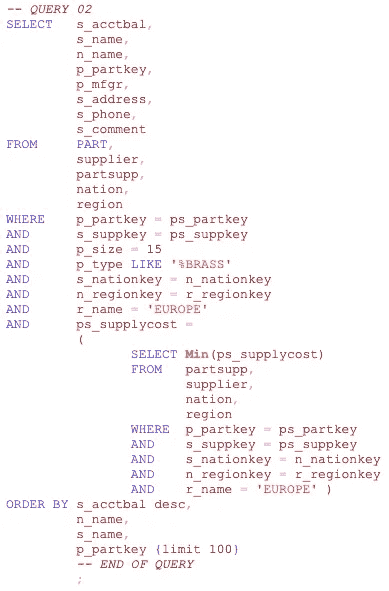 -- QUERY 02
SELECT s_acctbal,
s_name,
n_name,
p_partkey,
p_mfgr,
s_address,
s_phone,
s_comment
FROM PART,
supplier,
partsupp,
nation,
region
WHERE p_partkey = ps_partkey
AND s_suppkey = ps_suppkey
AND p_size = 15
AND p_type LIKE '%BRASS'
AND s_nationkey = n_nationkey
AND n_regionkey = r_regionkey
AND r_name = 'EUROPE'
AND ps_supplycost =
(
SELECT Min(ps_supplycost)
FROM partsupp,
supplier,
nation,
region
WHERE p_partkey = ps_partkey
AND s_suppkey = ps_suppkey
AND s_nationkey = n_nationkey
AND n_regionkey = r_regionkey
AND r_name = 'EUROPE' )
ORDER BY s_acctbal desc,
n_name,
s_name,
p_partkey {limit 100}
-- END OF QUERY
;